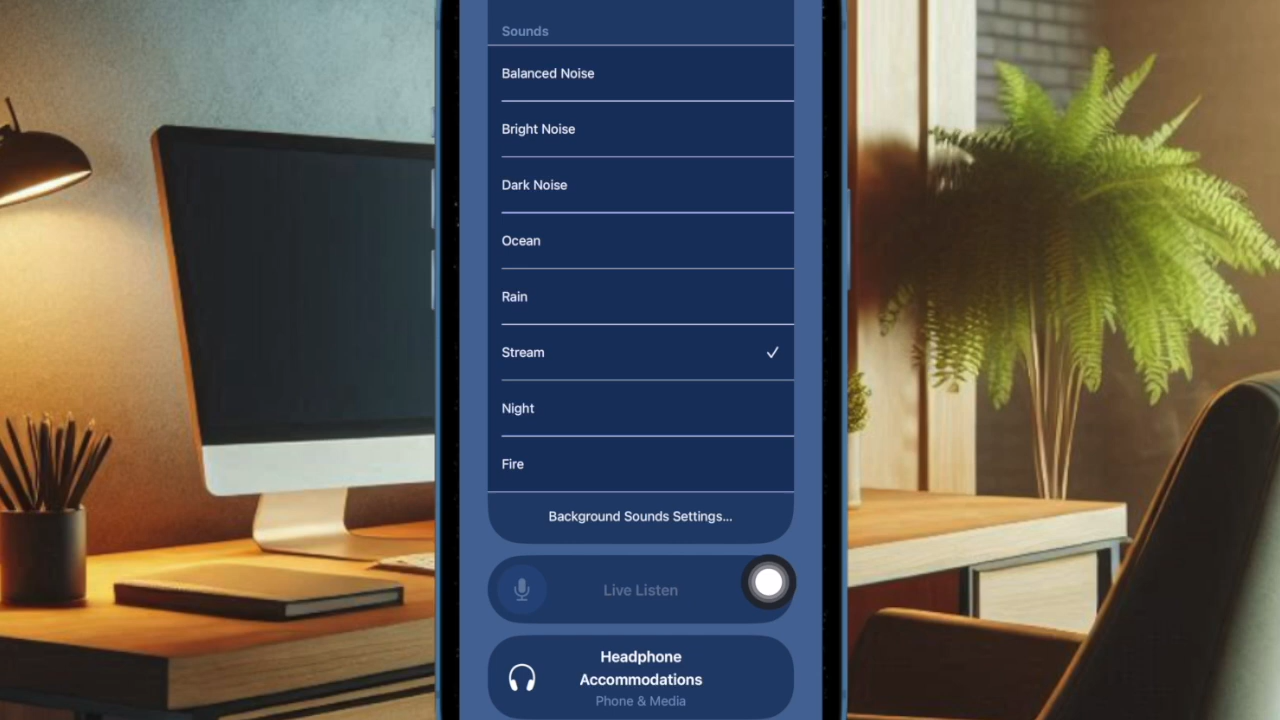 Sounds
Balanced Noise
Bright Noise
Dark Noise
Ocean
Rain
Stream
Night
Fire
Background Sounds Settings...
Live Listen
Headphone
Accommodations
Phone & Media